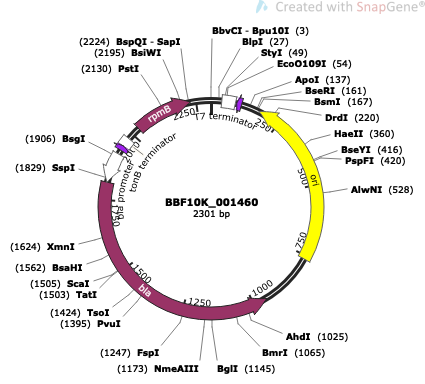 Created with SnapGene®
(2224) BspQI - SapI
(2195) BsiWI
(2130) PstI
BbvCI - Bpu10I (3)
BlpI (27)
StyI (49)
EcoO109I (54)
ApoI (137)
BseRI (161)
BsmI (167)
DrdI (220)
HaeII (360)
BseYI (416)
PspFI (420)
AlwNI (528)
(1906) BsgI
(1829) SspI
rpmB
T7 terminator
tonB terminator
bla promoter
ori
bla
2250
250
500
750
1000
1250
1500
1750
2000
BBF10K_001460
2301 bp
(1624) XmnI
(1562) BsaHI
(1505) ScaI
(1503) TatI
(1424) TsoI
(1395) PvuI
(1247) FspI
(1173) NmeAIII
BglI (1145)
BmrI (1065)
AhdI (1025)